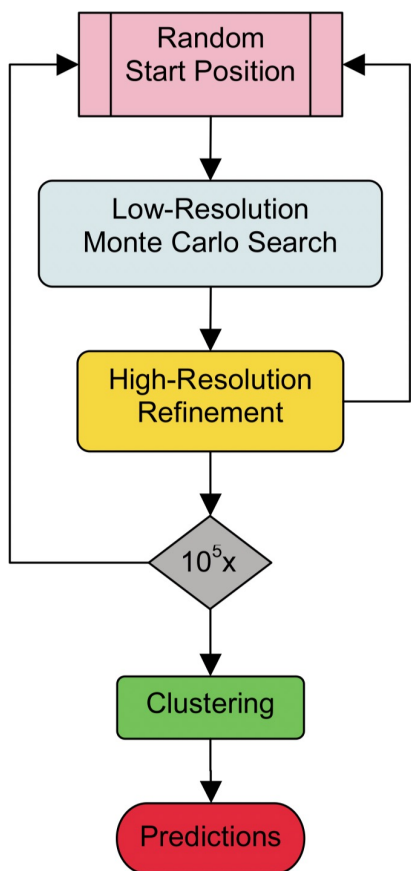 Random
Start Position
Low-Resolution
Monte Carlo Search
High-Resolution
Refinement
10⁵x
Clustering
Predictions